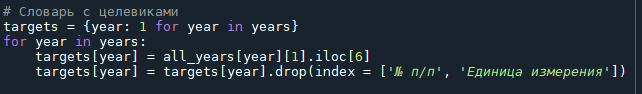 # Словарь с целевиками
targets = {year: 1 for year in years}
for year in years:
    targets[year] = all_years[year][1].iloc[6]
    targets[year] = targets[year].drop(index = ['№ п/п', 'Единица измерения'])